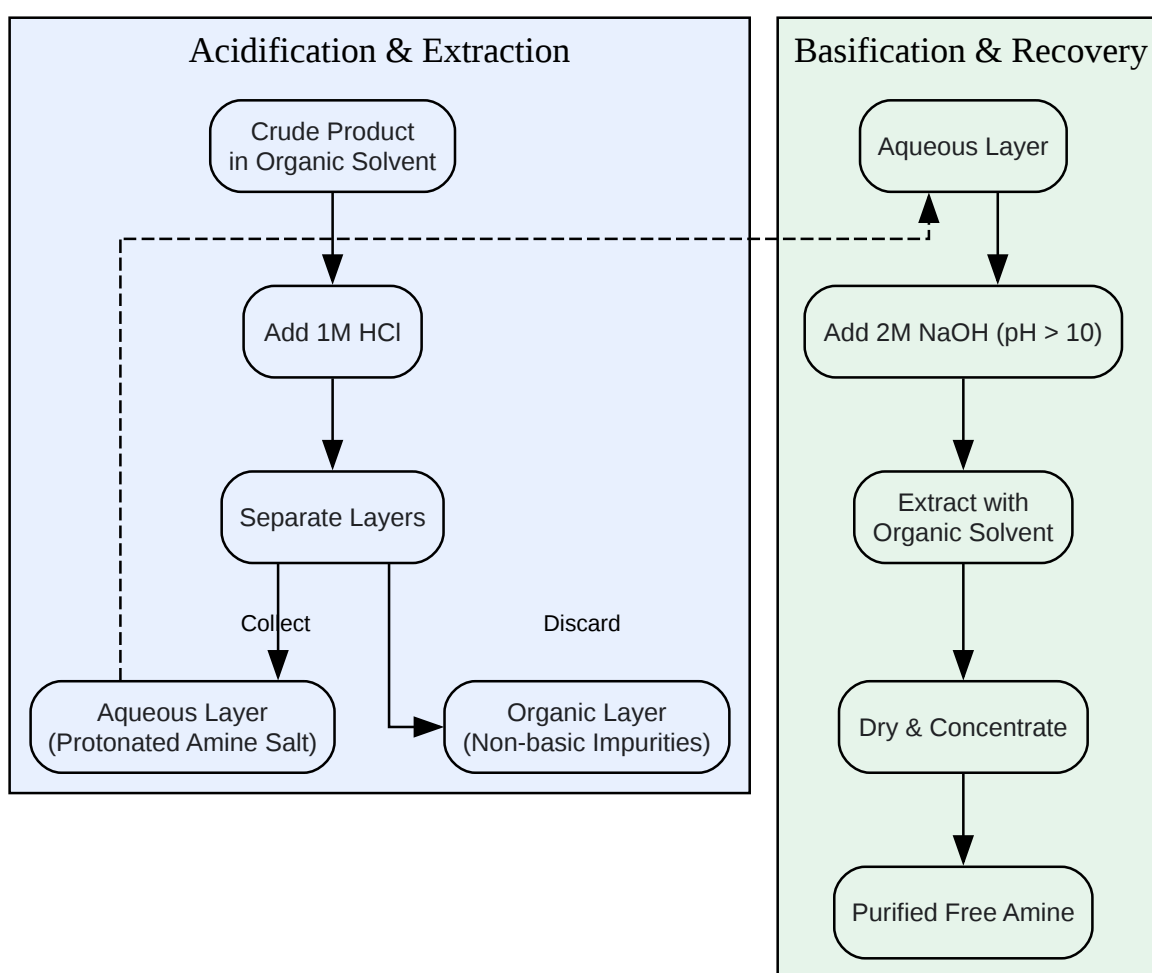 Acidification & Extraction
Crude Product
in Organic Solvent
Add 1M HCl
Separate Layers
Collect
Discard
Aqueous Layer
(Protonated Amine Salt)
Organic Layer
(Non-basic Impurities)
Basification & Recovery
Aqueous Layer
Add 2M NaOH (pH > 10)
Extract with
Organic Solvent
Dry & Concentrate
Purified Free Amine